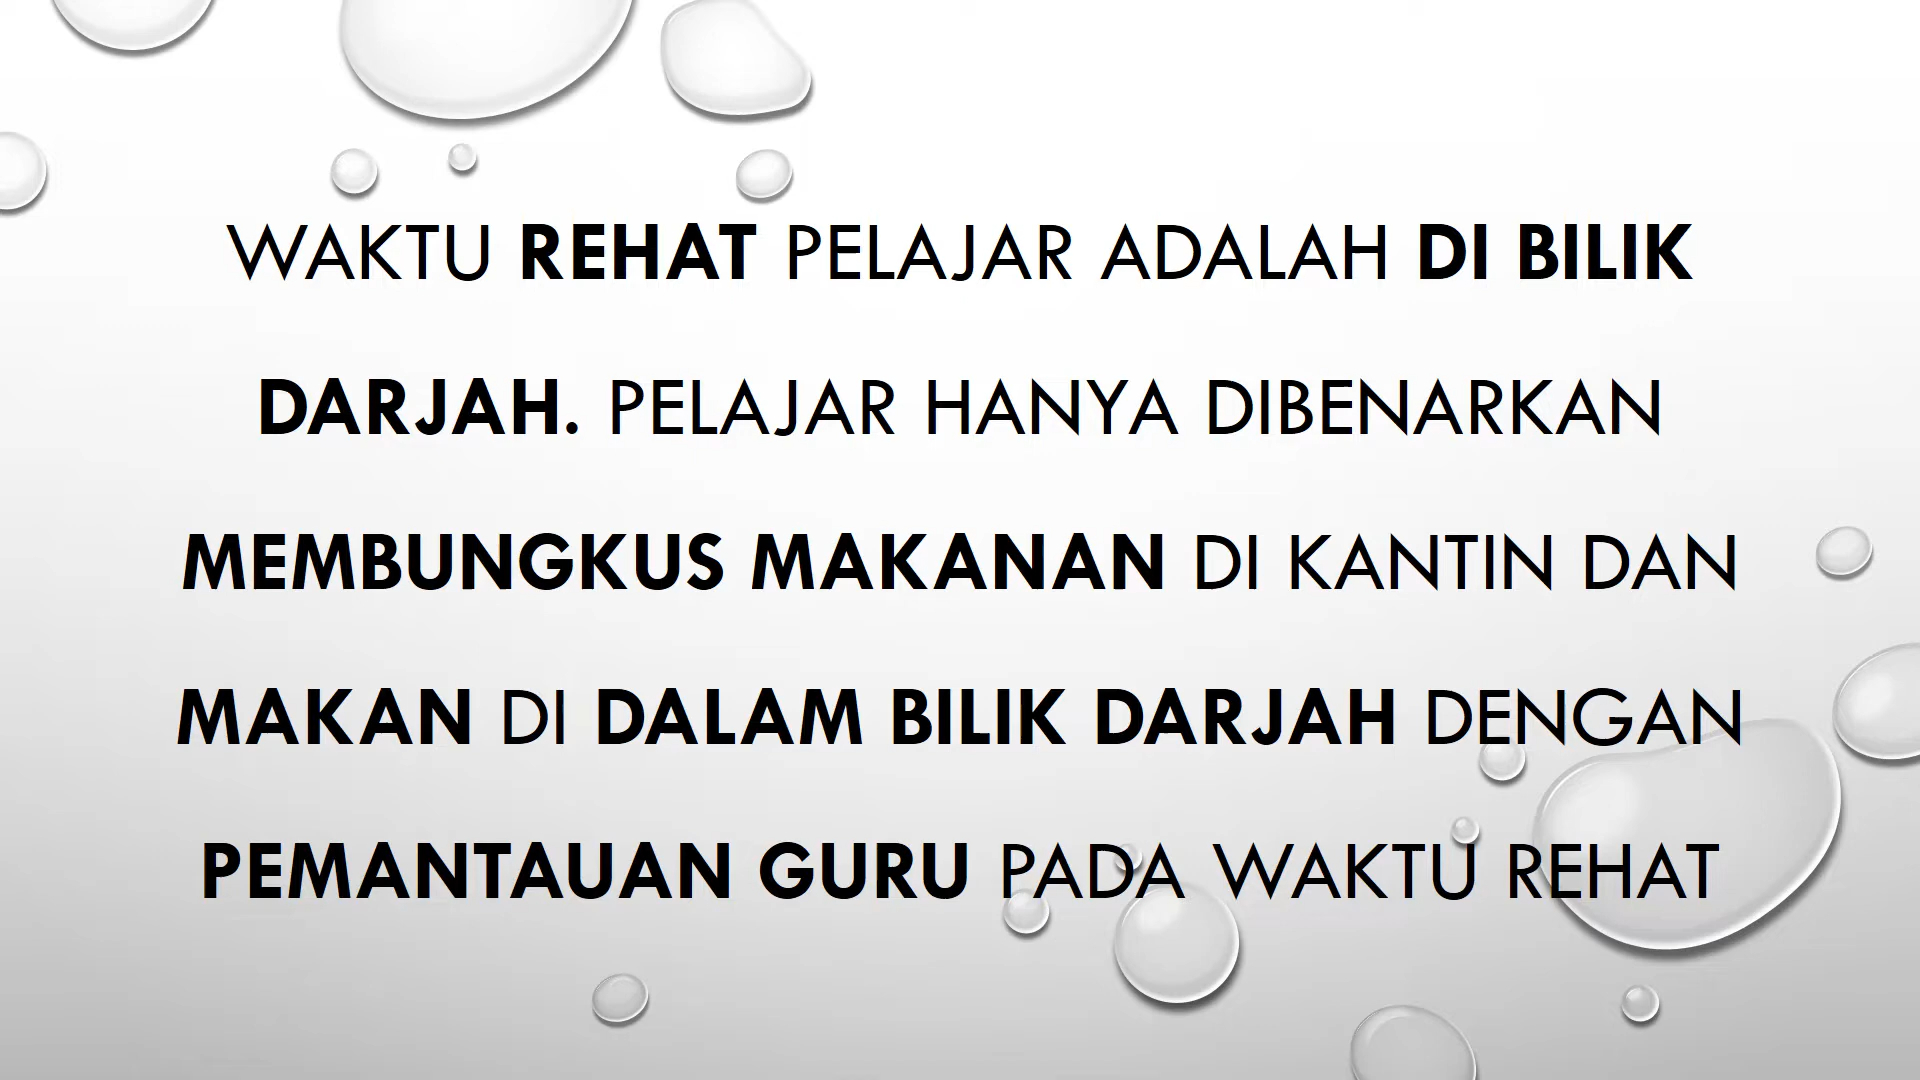 WAKTU REHAT PELAJAR ADALAH DI BILIK
DARJAH. PELAJAR HANYA DIBENARKAN
MEMBUNGKUS MAKANAN DI KANTIN DAN
MAKAN DI DALAM BILIK DARJAH DENGAN
PEMANTAUAN GURU PADA WAKTU REHAT